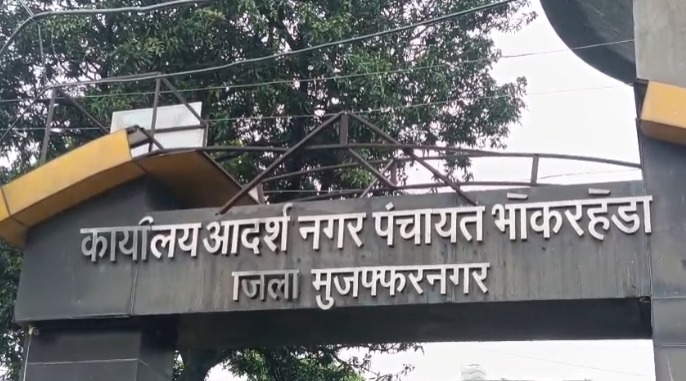 कार्यालय आदर्श नगर पंचायत भोकरहेडा
जिला मुजफ्फरनगर